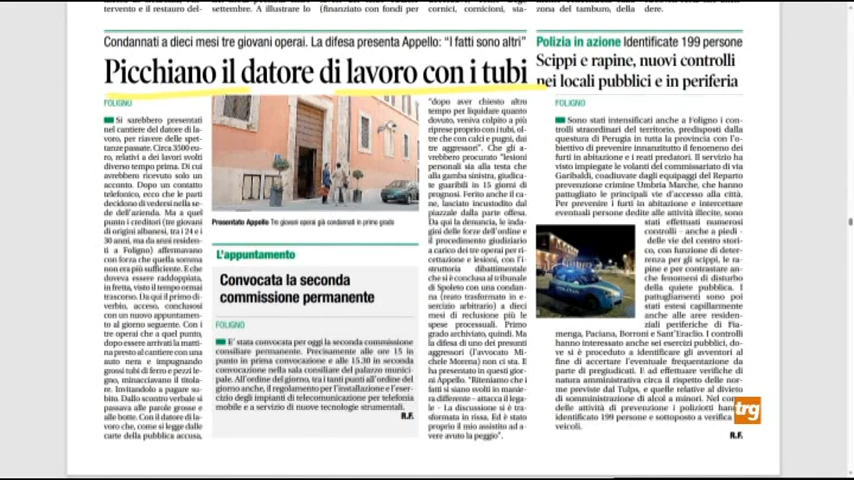 tervento e il restauro del-
settembre. A illustrare lo
(finanziato con fondi per
cornici, cornicioni, sta-
zone del tamburo, della
dere.
Condannati a dieci mesi tre giovani operai. La difesa presenta Appello: "I fatti sono altri"
Picchiano il datore di lavoro con i tubi
FOLIGNO
Si sarebbero presentati
nel cantiere del datore di la-
voro, per riavere delle spet-
tanze passate. Circa 3500 eu-
ro, relativi a dei lavori svolti
diverso tempo prima. Di cui
avrebbero ricevuto solo un
acconto. Dopo un contatto
telefonico, ecco che le parti
decidono di vedersi nella se-
de dell'azienda. Ma a quel
punto i creditori (tre giovani
di origini albanesi, tra i 24 e i
30 anni, ma da anni residen-
ti a Foligno) affermavano
con forza che quella somma
non era più sufficiente. E che
doveva essere raddoppiata,
in fretta, visto il tempo ormai
trascorso. Da qui il primo di-
verbio, acceso, conclusosi
con un nuovo appuntamen-
to al giorno seguente. Con i
tre operai che a quel punto,
dopo essere arrivati la matti-
na presto al cantiere con una
auto nera e impugnando
grossi tubi di ferro e pezzi le-
gno, minacciavano il titola-
re. Invitandolo a pagare su-
bito. Dallo scontro verbale si
passava alle parole grosse e
alle botte. Con il datore di la-
voro che, come si legge dalle
carte della pubblica accusa,
Presentato Appello Tre giovani operai già condannati in primo grado
L'appuntamento
Convocata la seconda
commissione permanente
FOLIGNO
E' stata convocata per oggi la seconda commissione
consiliare permanente. Precisamente alle ore 15 in
punto in prima convocazione e alle 15.30 in seconda
convocazione nella sala consiliare del palazzo munici-
pale. All'ordine del giorno, tra i tanti punti all'ordine del
giorno anche, il regolamento per l'installazione e l'eser-
cizio degli impianti di telecomunicazione per telefonia
mobile e a servizio di nuove tecnologie strumentali.
R.F.
"dopo aver chiesto altro
tempo per liquidare quanto
dovuto, veniva colpito a più
riprese proprio con i tubi, ol-
tre che con calci e pugni, dai
tre aggressori". Che gli a-
vrebbero procurato "lesioni
personali sia alla testa che
alla gamba sinistra, giudica-
te guaribili in 15 giorni di
prognosi. Ferito anche il ca-
ne, lasciato incustodito dal
piazzale dalla parte offesa.
Da qui la denuncia, le inda-
gini delle forze dell'ordine e
il procedimento giudiziario
a carico dei tre operai per ri-
cettazione e lesioni, con l'i-
struttoria dibattimentale
che si è conclusa al tribunale
di Spoleto con una condan-
na (reato trasformato in e-
sercizio arbitrario) a dieci
mesi di reclusione più le
spese processuali. Primo
grado archiviato, quindi. Ma
la difesa di uno dei presunti
aggressori (l'avvocato Mi-
chele Morena) non ci sta. E
ha presentato in questi gior-
ni Appello. "Riteniamo che i
fatti si siano svolti in manie-
ra differente - attacca il lega-
le - La discussione si è tra-
sformata in rissa. Ed è stato
proprio il mio assistito ad a-
vere avuto la peggio".
Polizia in azione Identificate 199 persone
Scippi e rapine, nuovi controlli
nei locali pubblici e in periferia
FOLIGNO
Sono stati intensificati anche a Foligno i con-
trolli straordinari del territorio, predisposti dalla
questura di Perugia in tutta la provincia con l'o-
biettivo di prevenire innanzitutto il fenomeno dei
furti in abitazione e i reati predatori. Il servizio ha
visto impiegate le volanti del commissariato di via
Garibaldi, coadiuvate dagli equipaggi del Reparto
prevenzione crimine Umbria Marche, che hanno
pattugliato le principali vie d'accesso alla città.
Per prevenire i furti in abitazione e intercettare
eventuali persone dedite alle attività illecite, sono
stati effettuati numerosi
controlli - anche a piedi -
delle vie del centro stori-
co, con funzione di deterren-
za per gli scippi, le ra-
pine e per contrastare an-
che fenomeni di disturbo
della quiete pubblica. I
pattugliamenti sono poi
stati estesi capillarmente
anche alle aree residen-
ziali periferiche di Fia-
menga, Paciana, Borroni e Sant'Eraclio. I controlli
hanno interessato anche sei esercizi pubblici, do-
ve si è proceduto a identificare gli avventori al
fine di accertare l'eventuale frequentazione da
parte di pregiudicati. E ad effettuare verifiche di
natura amministrativa circa il rispetto delle nor-
me previste dal Tulps, e quelle relative al divieto
di somministrazione di alcol a minori. Nel
delle attività di prevenzione i poliziotti
identificato 199 persone e sottoposto a verifica
veicoli.
R.F.
trg